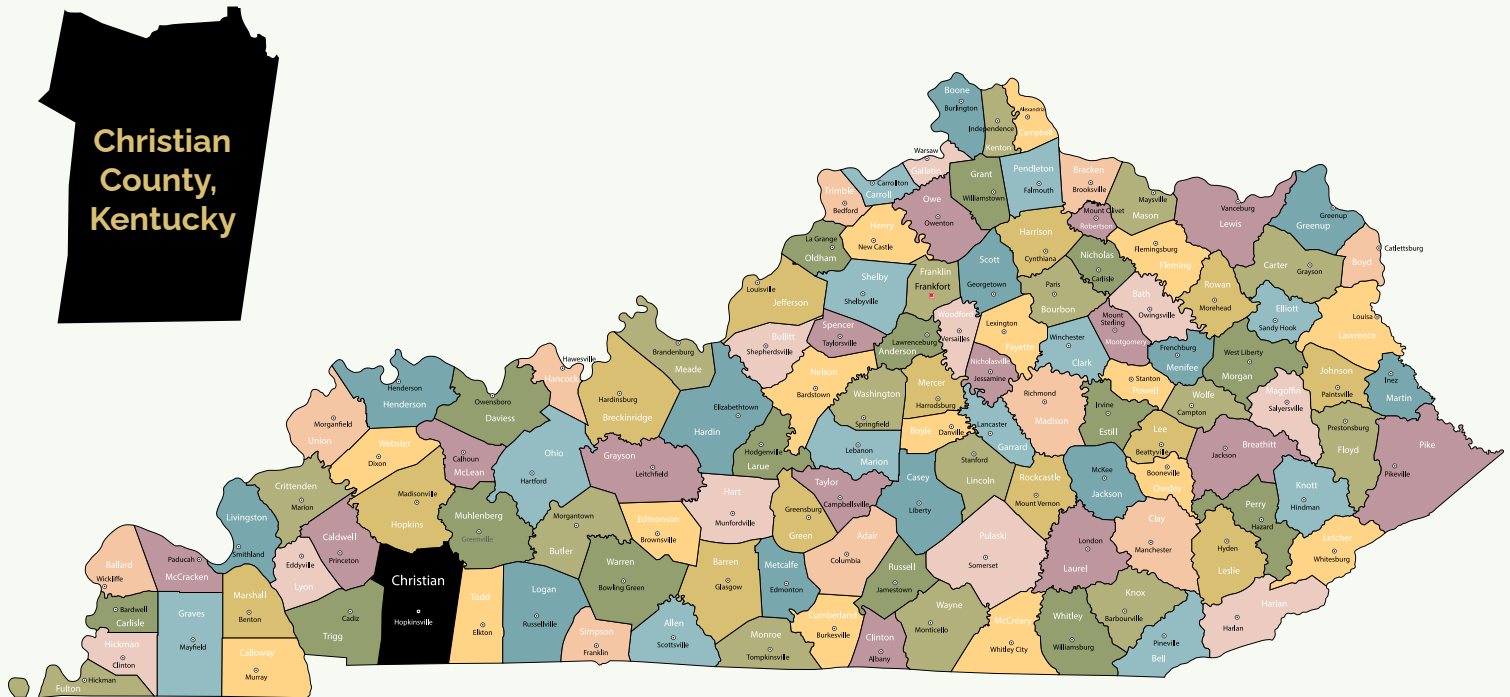 Christian
County,
Kentucky
Boone
Burlington
Alexandria
Independence
Campbell
Kenton
Warsaw
Gallatin
Grant
Williamstown
Pendleton
Falmouth
Bracken
Brooksville
Trimble
Bedford
Carrollton
Carroll
Owe
Owenton
Mount Olivet
Robertson
Maysville
Mason
Vanceburg
Lewis
Greenup
Greenup
Henry
New Castle
Harrison
Cynthiana
Flemingsburg
Fleming
Catlettsburg
Boyd
La Grange
Oldham
Shelby
Shelbyville
Franklin
Frankfort
Scott
Georgetown
Nicholas
Carlisle
Carter
Grayson
Louisville
Jefferson
Paris
Bourbon
Bath
Owingsville
Rowan
Morehead
Elliott
Sandy Hook
Louisa
Lawrence
Spencer
Taylorsville
Bullitt
Shepherdsville
Woodford
Versailles
Lawrenceburg
Anderson
Lexington
Fayette
Winchester
Clark
Mount
Sterling
Montgomery
Frenchburg
Menifee
West Liberty
Morgan
Brandenburg
Meade
Hawesville
Hancock
Nelson
Bardstown
Nicholasville
Jessamine
Stanton
Powell
Johnson
Paintsville
Inez
Martin
Henderson
Henderson
Owensboro
Daviess
Hardinsburg
Breckinridge
Elizabethtown
Hardin
Washington
Springfield
Mercer
Harrodsburg
Richmond
Madison
Irvine
Estill
Wolfe
Campton
Magoffin
Salyersville
Morganfield
Union
Webster
Dixon
Calhoun
McLean
Ohio
Hartford
Grayson
Leitchfield
Hodgenville
Larue
Lebanon
Marion
Boyle
Danville
Lancaster
Garrard
Lee
Beattyville
Breathitt
Jackson
Prestonsburg
Floyd
Pike
Pikeville
Crittenden
Marion
Madisonville
Hopkins
Muhlenberg
Greenville
Morgantown
Butler
Edmonson
Brownsville
Hart
Munfordville
Greensburg
Green
Taylor
Campbellsville
Casey
Liberty
Stanford
Lincoln
Rockcastle
Mount Vernon
McKee
Jackson
Booneville
Owsley
Perry
Hazard
Knott
Hindman
Livingston
Smithland
Caldwell
Princeton
Eddyville
Lyon
Ballard
Wickliffe
Paducah
McCracken
Christian
Hopkinsville
Warren
Bowling Green
Barren
Glasgow
Metcalfe
Edmonton
Adair
Columbia
Russell
Jamestown
Pulaski
Somerset
London
Laurel
Clay
Manchester
Hyden
Leslie
Letcher
Whitesburg
Bardwell
Carlisle
Graves
Mayfield
Marshall
Benton
Cadiz
Trigg
Todd
Elkton
Logan
Russellville
Simpson
Franklin
Allen
Scottsville
Monroe
Tompkinsville
Cumberland
Burkesville
Clinton
Albany
Wayne
Monticello
McCreary
Whitley City
Whitley
Williamsburg
Knox
Barbourville
Pineville
Bell
Harlan
Harlan
Hickman
Clinton
Hickman
Fulton
Calloway
Murray